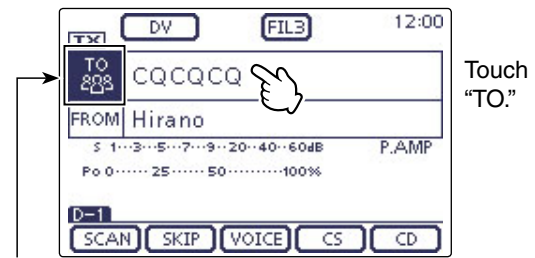 DV FIL3 12:00
TX
TO CQCQCQ
Touch
“TO.”
FROM Hirano
S 1···3···5···7···9··20··40··60dB P.AMP
Po 0······ 25 ······ 50 ··········100%
D-1
SCAN SKIP VOICE CS CD